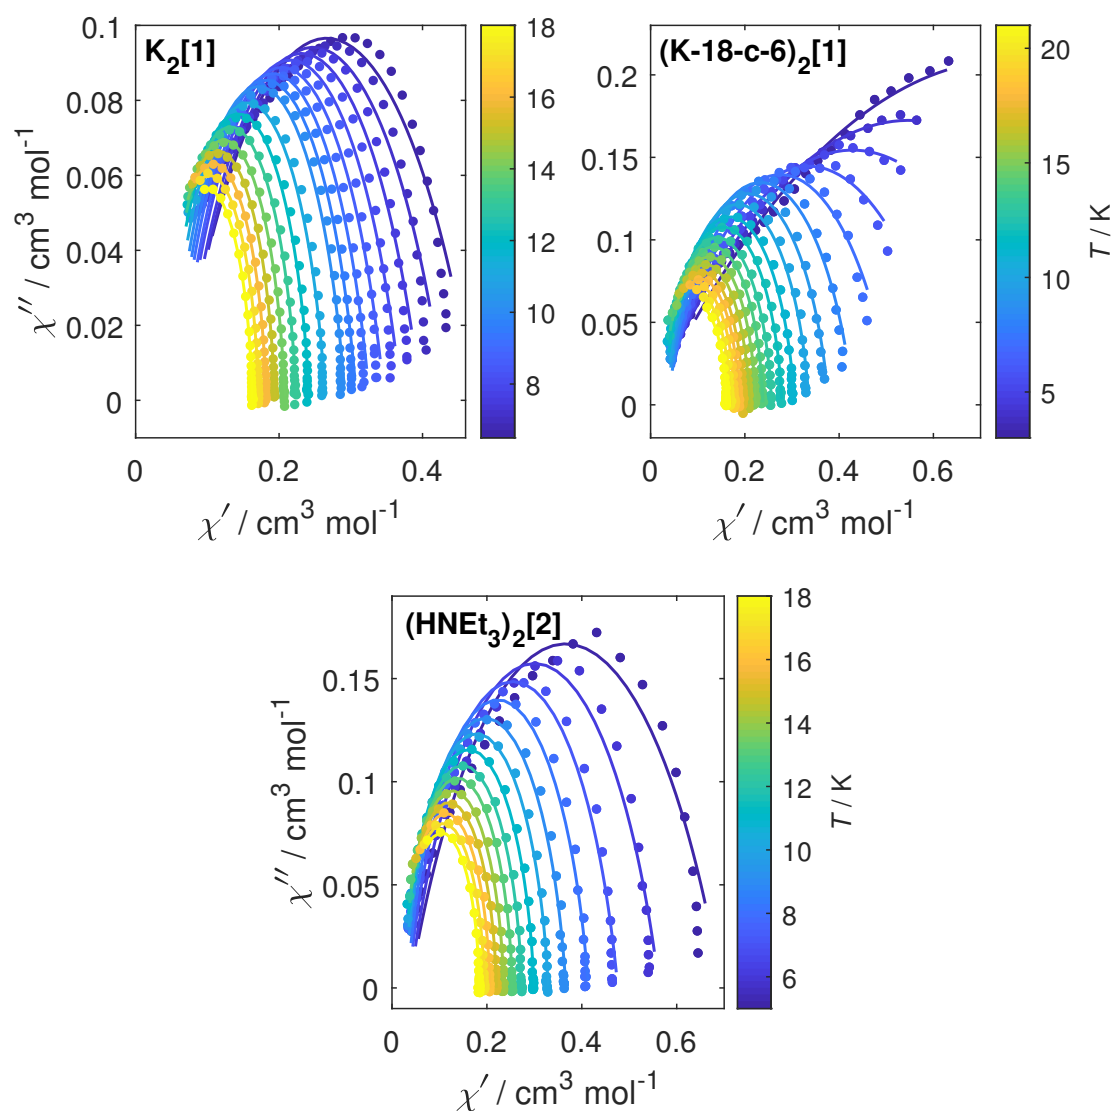 K₂[1]
χ′′ / cm³ mol⁻¹
0.1
0.08
0.06
0.04
0.02
0
0 0.2 0.4
χ′ / cm³ mol⁻¹
18
16
14
12
10
8
(K-18-c-6)₂[1]
0.2
0.15
0.1
0.05
0
0 0.2 0.4 0.6
χ′ / cm³ mol⁻¹
20
15
10
5
T / K
(HNEt₃)₂[2]
χ′′ / cm³ mol⁻¹
0.15
0.1
0.05
0
0 0.2 0.4 0.6
χ′ / cm³ mol⁻¹
18
16
14
12
10
8
6
T / K